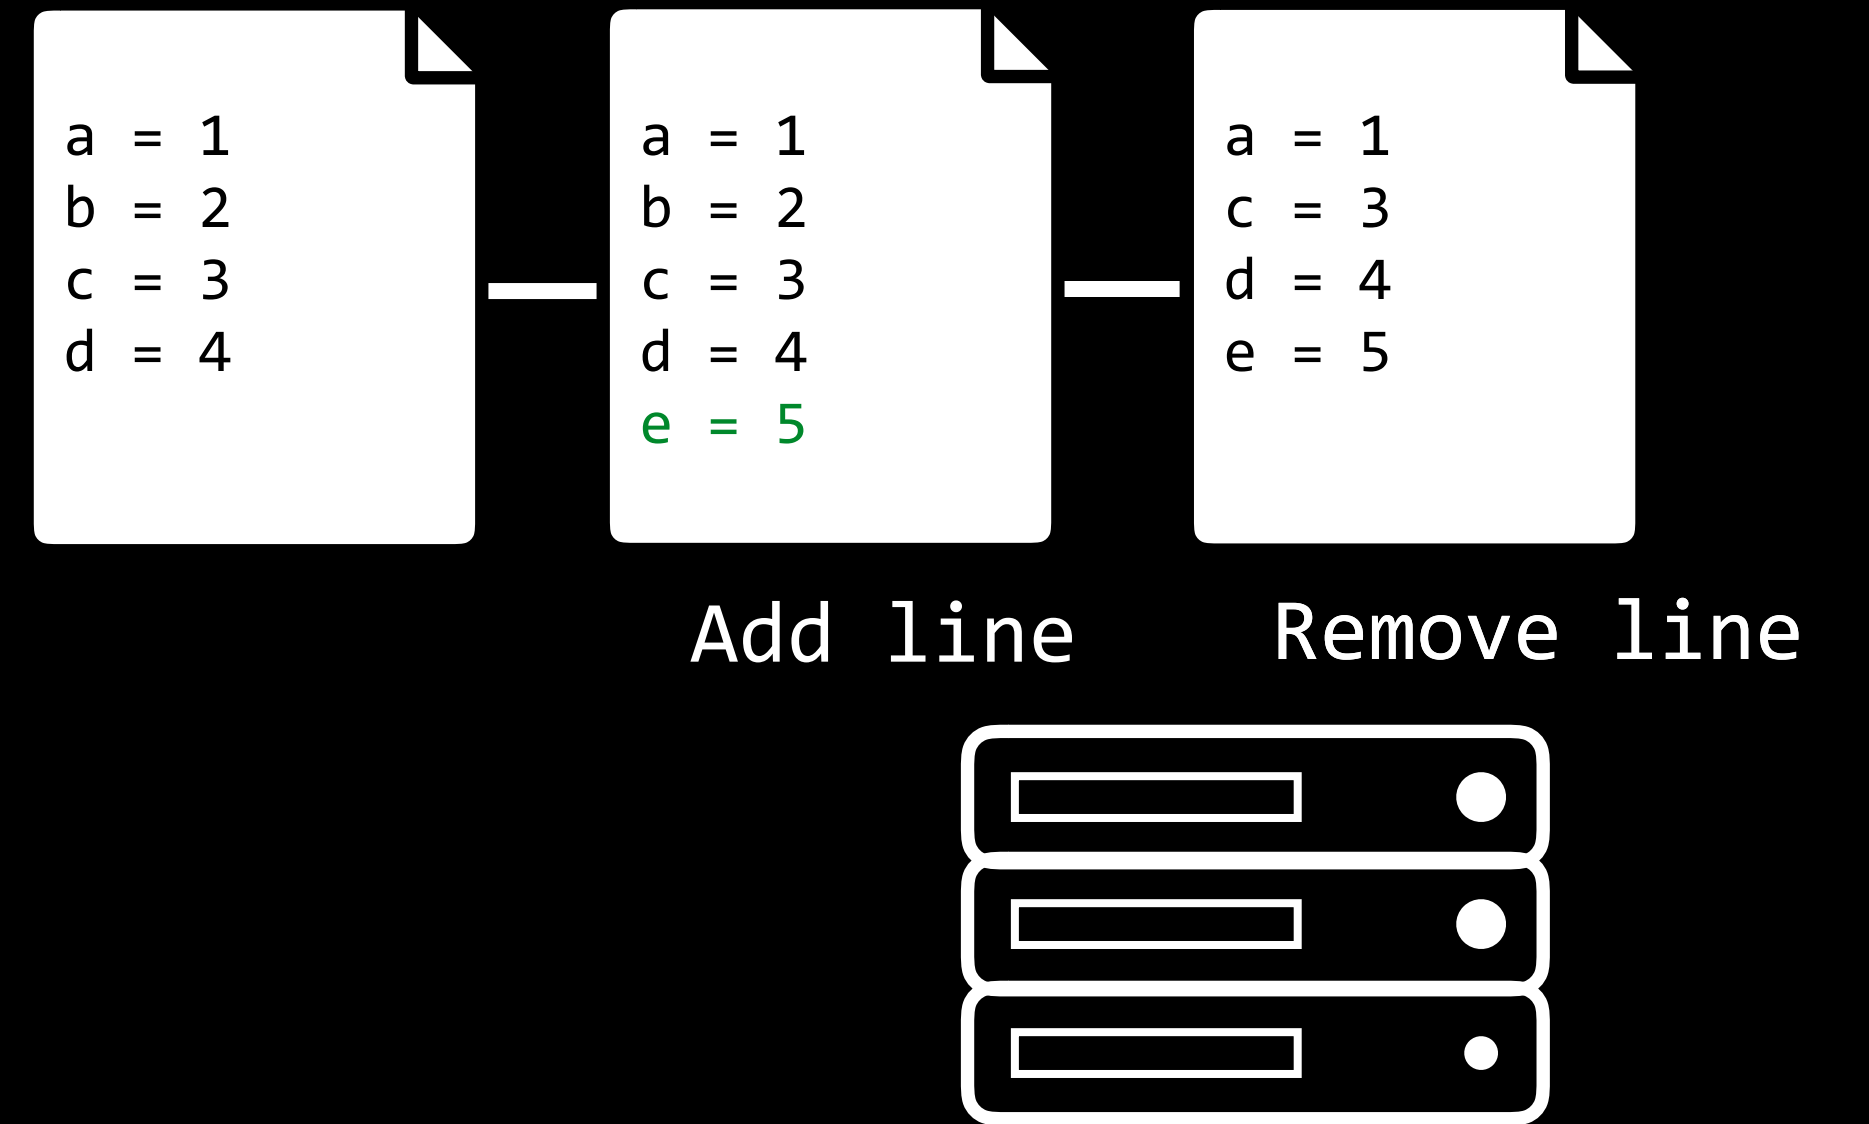 a = 1
b = 2
c = 3
d = 4
a = 1
b = 2
c = 3
d = 4
e = 5
a = 1
c = 3
d = 4
e = 5
Add line
Remove line